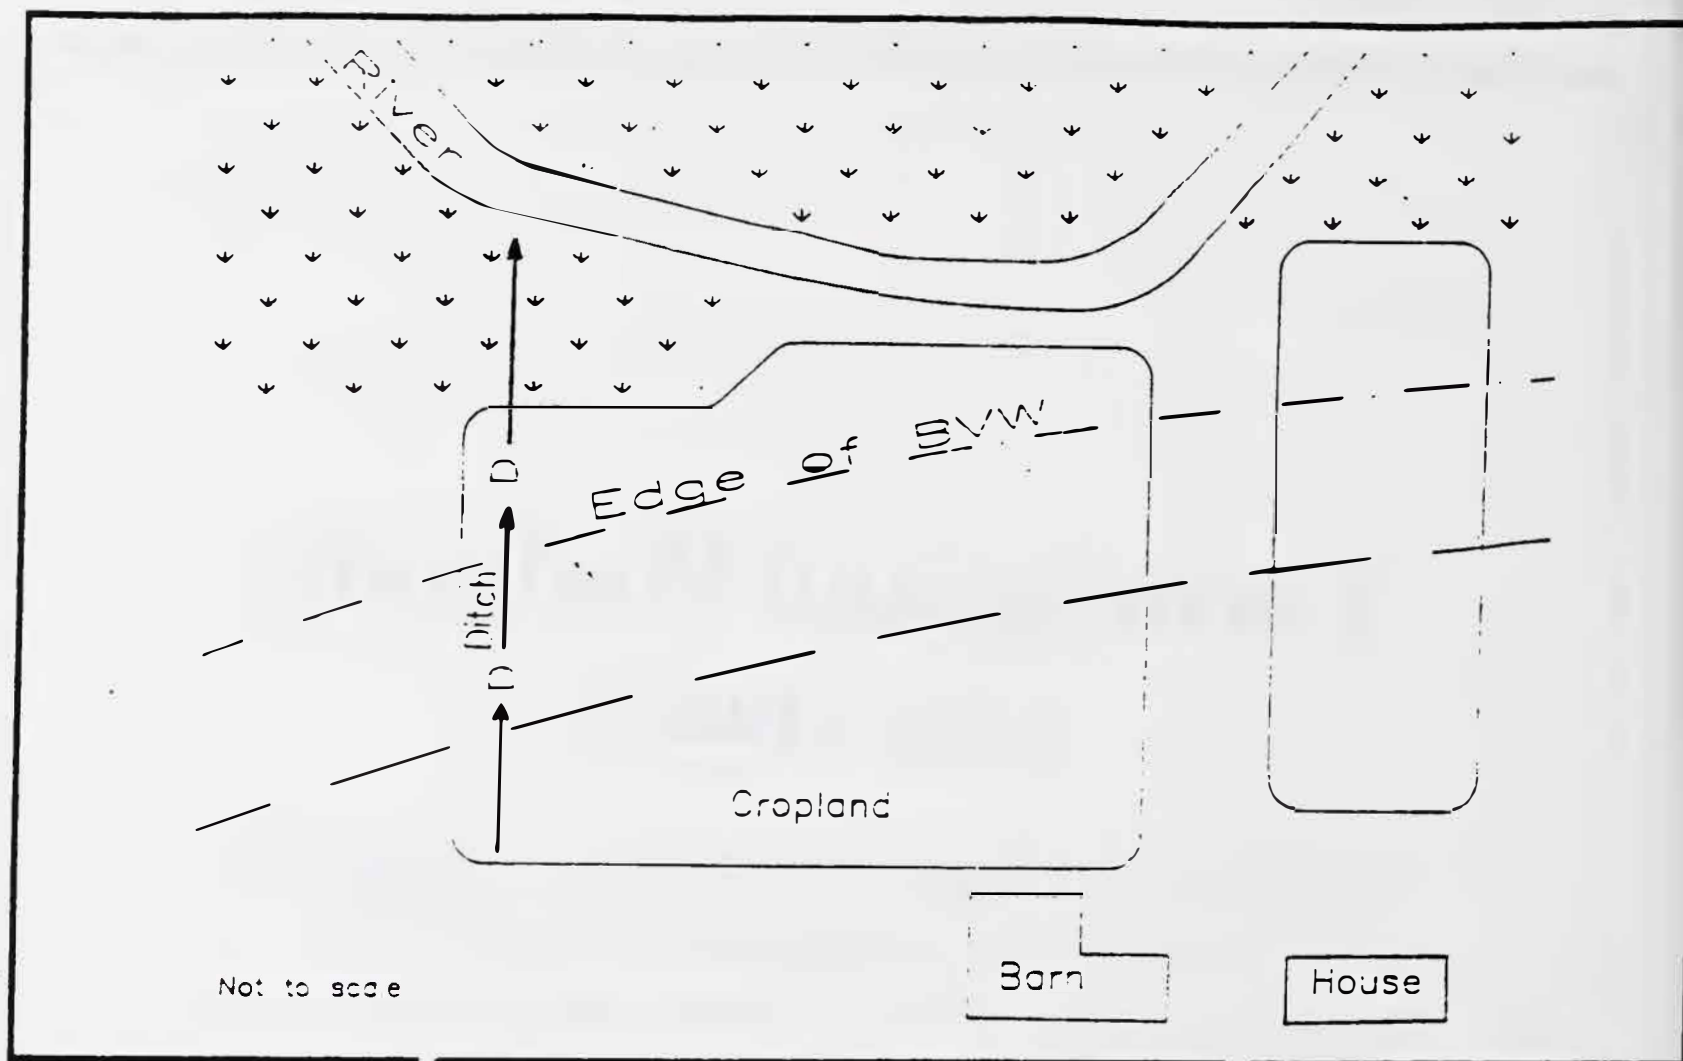 River
Edge of BVW
D
Ditch
D
Cropland
Barn
House
Not to scale